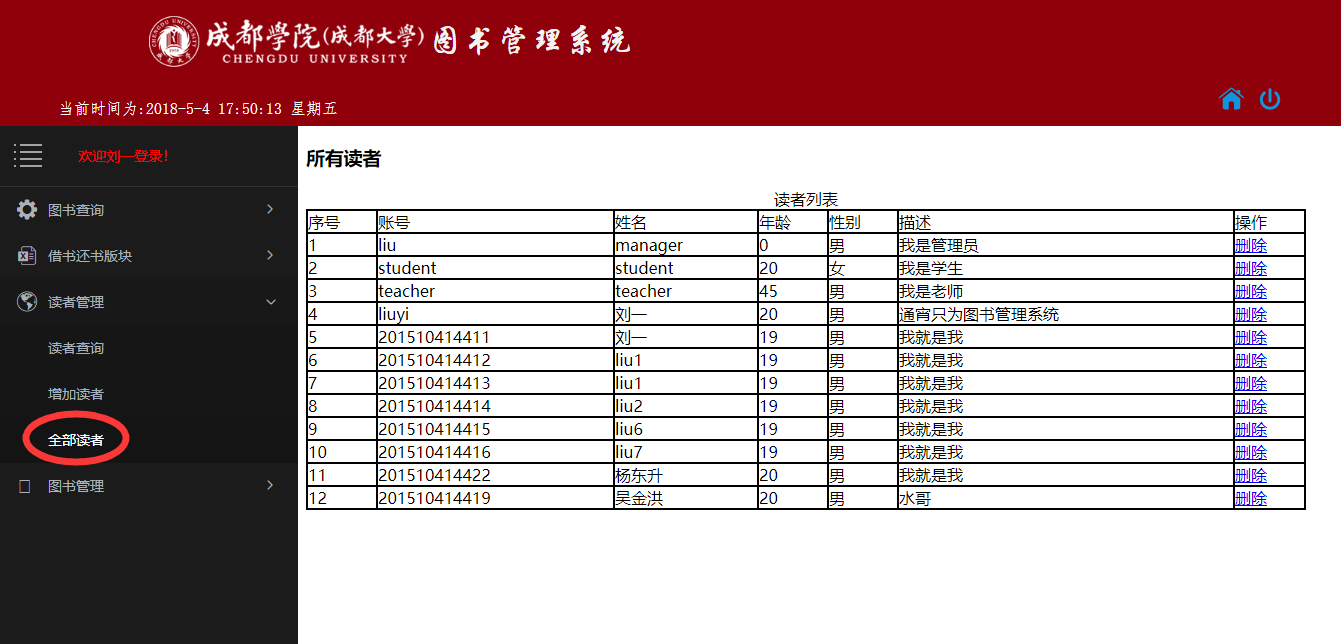 成都学院(成都大学) 图书管理系统
CHENGDU UNIVERSITY
当前时间为:2018-5-4 17:50:13 星期五
欢迎刘一登录!
图书查询
借书还书版块
读者管理
读者查询
增加读者
全部读者
图书管理
所有读者
读者列表
序号 账号 姓名 年龄 性别 描述 操作
1 liu manager 0 男 我是管理员 删除
2 student student 20 女 我是学生 删除
3 teacher teacher 45 男 我是老师 删除
4 liuyi 刘一 20 男 通宵只为图书管理系统 删除
5 201510414411 刘一 19 男 我就是我 删除
6 201510414412 liu1 19 男 我就是我 删除
7 201510414413 liu1 19 男 我就是我 删除
8 201510414414 liu2 19 男 我就是我 删除
9 201510414415 liu6 19 男 我就是我 删除
10 201510414416 liu7 19 男 我就是我 删除
11 201510414422 杨东升 20 男 我就是我 删除
12 201510414419 吴金洪 20 男 水哥 删除